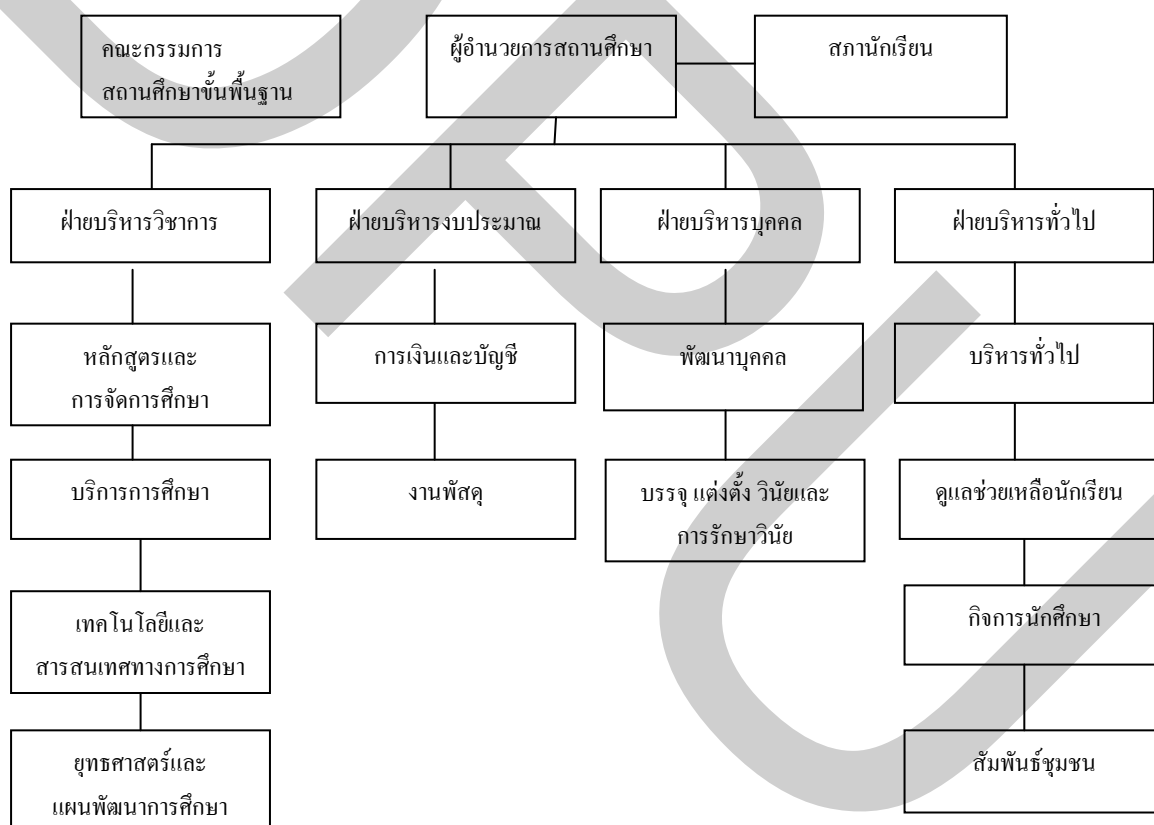 คณะกรรมการ
สถานศึกษาขั้นพื้นฐาน
ผู้อำนวยการสถานศึกษา
สภานักเรียน
ฝ่ายบริหารวิชาการ
ฝ่ายบริหารงบประมาณ
ฝ่ายบริหารบุคคล
ฝ่ายบริหารทั่วไป
หลักสูตรและ
การจัดการศึกษา
การเงินและบัญชี
พัฒนาบุคคล
บริหารทั่วไป
บริการการศึกษา
งานพัสดุ
บรรจุ แต่งตั้ง วินัยและ
การรักษาวินัย
ดูแลช่วยเหลือนักเรียน
เทคโนโลยีและ
สารสนเทศทางการศึกษา
กิจการนักศึกษา
ยุทธศาสตร์และ
แผนพัฒนาการศึกษา
สัมพันธ์ชุมชน